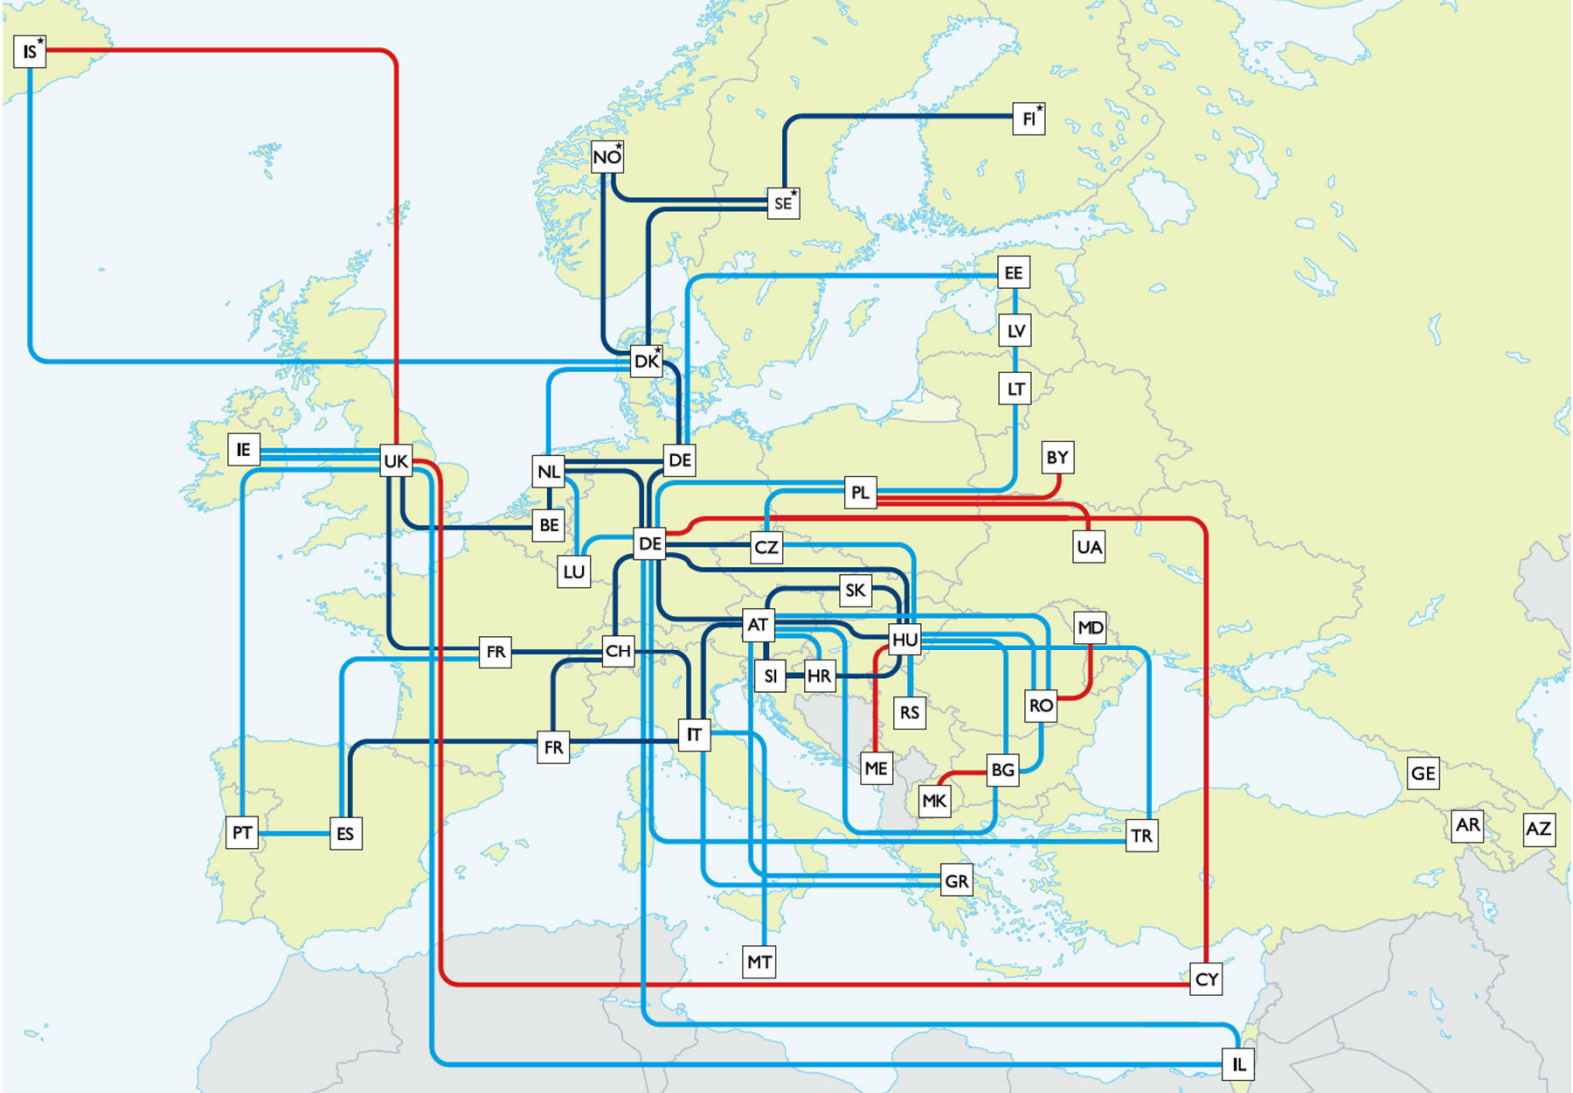 IS*
FI*
NO*
SE*
EE
LV
DK*
LT
IE
UK
NL
DE
BY
PL
BE
DE
CZ
UA
LU
SK
AT
MD
HU
FR
CH
SI
HR
RS
RO
IT
FR
ME
BG
GE
MK
PT
ES
TR
AR
AZ
GR
MT
CY
IL